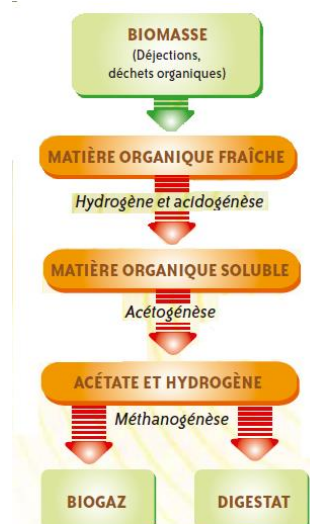 BIOMASSE
(Déjections,
déchets organiques)
MATIÈRE ORGANIQUE FRAÎCHE
Hydrogène et acidogénèse
MATIÈRE ORGANIQUE SOLUBLE
Acétogénèse
ACÉTATE ET HYDROGÈNE
Méthanogénèse
BIOGAZ
DIGESTAT